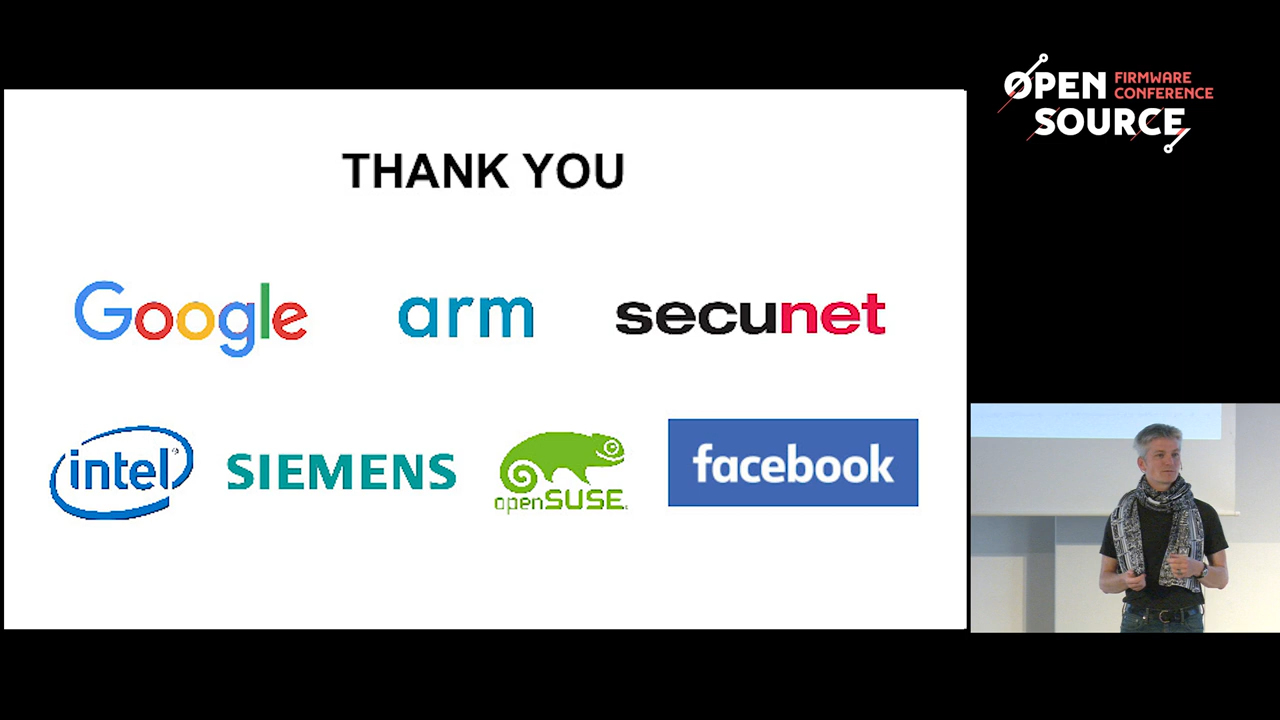 OPEN FIRMWARE
CONFERENCE
SOURCE
THANK YOU
Google
arm
secunet
intel
SIEMENS
openSUSE
facebook